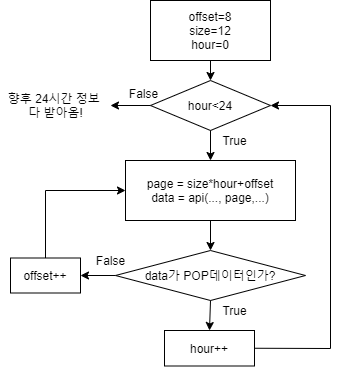 offset=8
size=12
hour=0
False
향후 24시간 정보
다 받아옴!
hour<24
True
page = size*hour+offset
data = api(..., page,...)
False
offset++
data가 POP데이터인가?
True
hour++